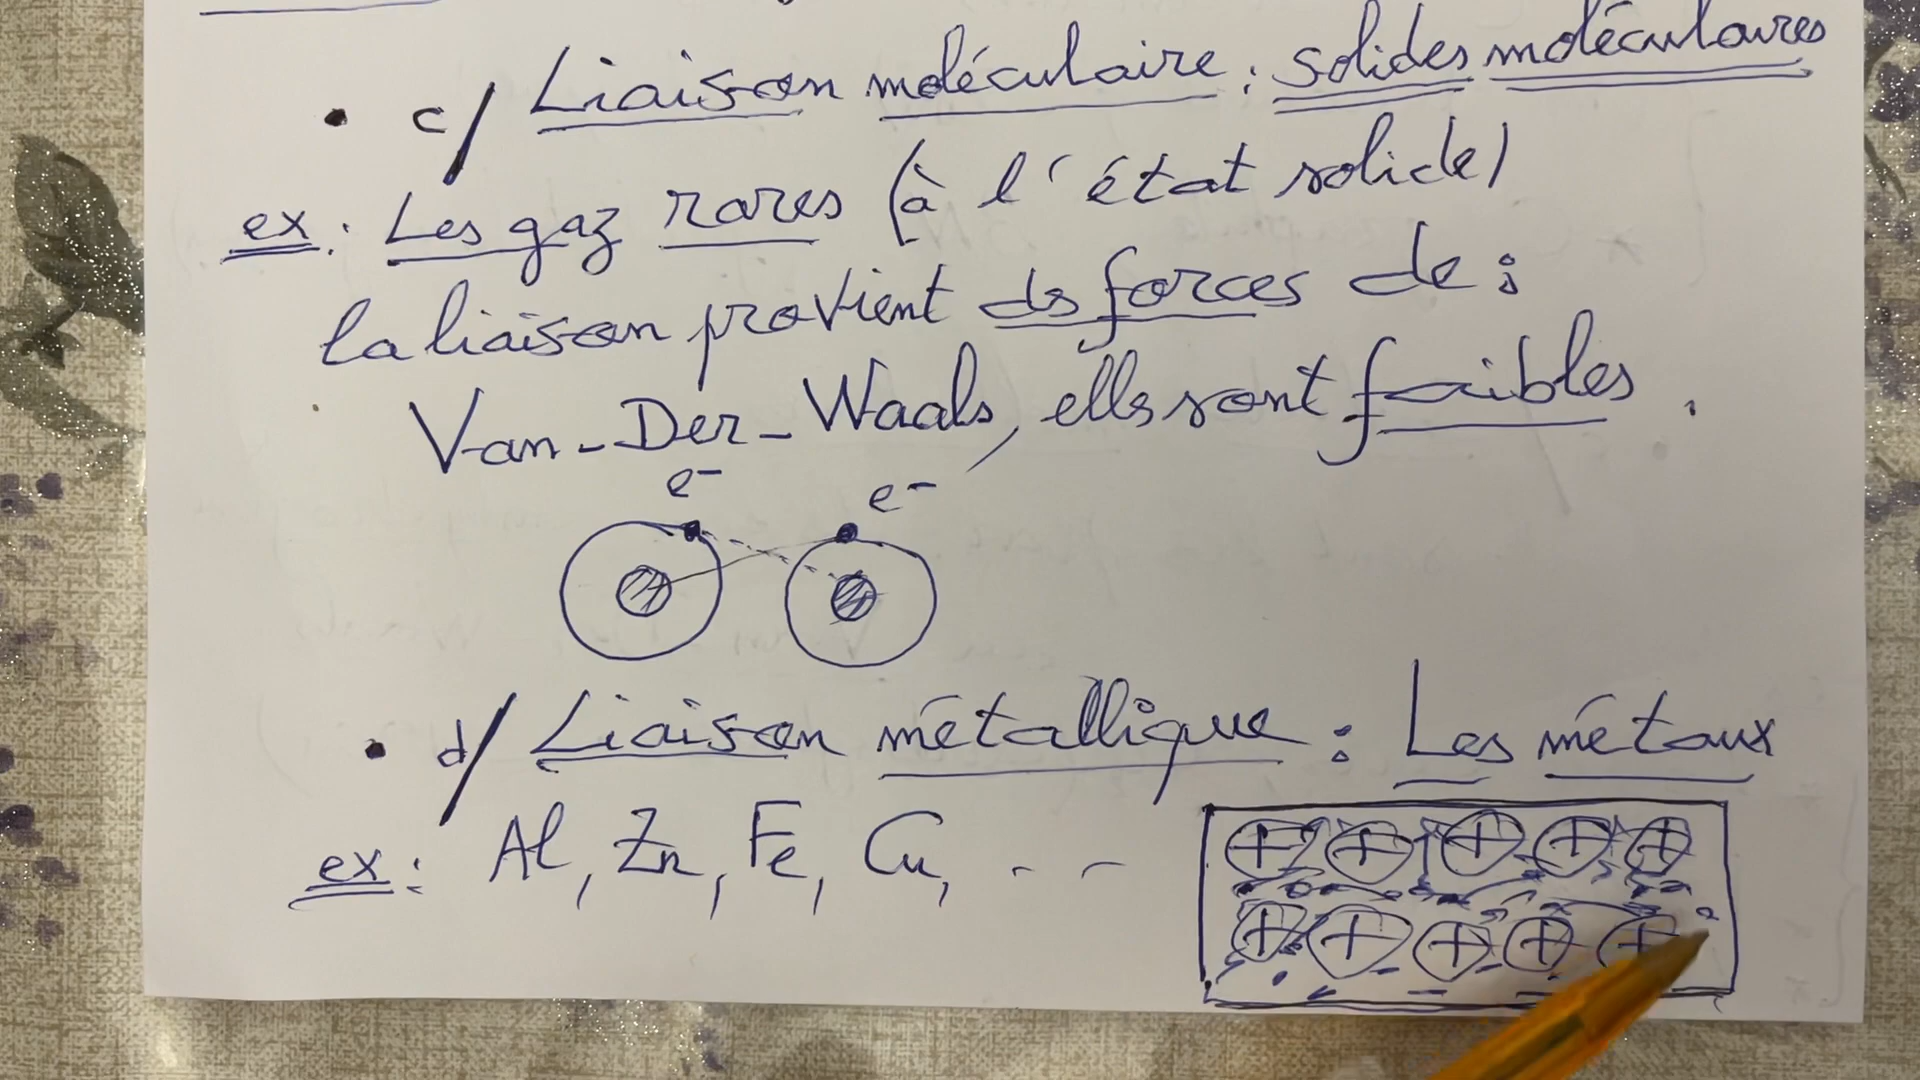 • c/ Liaison moléculaire : solides moléculaires
ex : Les gaz rares (à l'état solide)
la liaison provient ds forces de :
Van-Der-Waals, ells sont faibles.
e- e-
• d/ Liaison métallique : Les métaux
ex : Al, Zn, Fe, Cu, - -
+ + + + +
+ + + + +